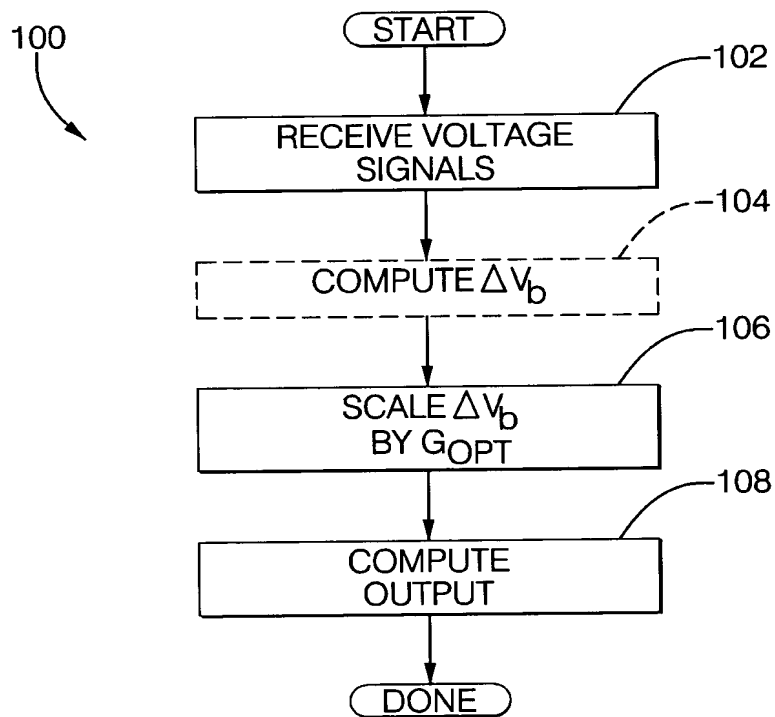 100
START
102
RECEIVE VOLTAGE
SIGNALS
104
COMPUTE ΔVb
106
SCALE ΔVb
BY GOPT
108
COMPUTE
OUTPUT
DONE